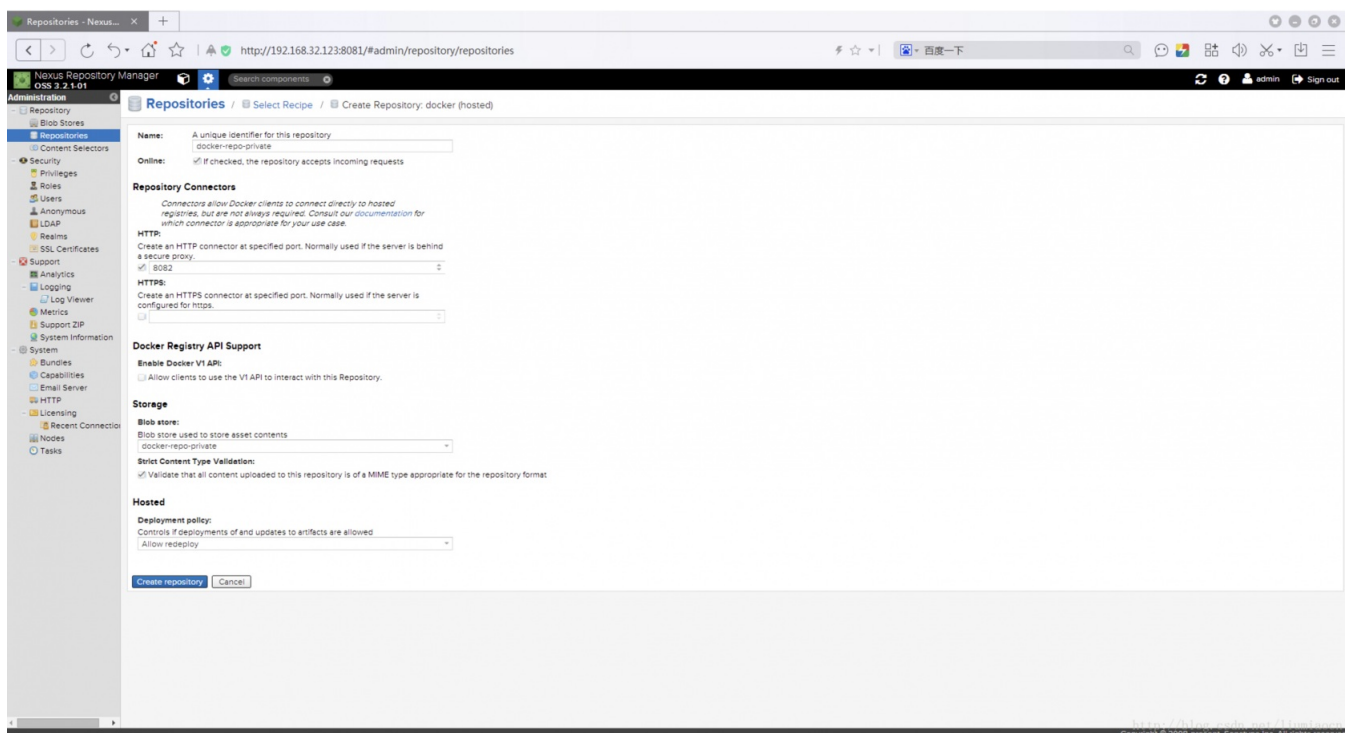 Repositories - Nexus...
http://192.168.32.123:8081/#admin/repository/repositories
百度一下
Nexus Repository Manager
OSS 3.2.1-01
Search components
admin
Sign out
Administration
Repository
Blob Stores
Repositories
Content Selectors
Security
Privileges
Roles
Users
Anonymous
LDAP
Realms
SSL Certificates
Support
Analytics
Logging
Log Viewer
Metrics
Support ZIP
System Information
System
Bundles
Capabilities
Email Server
HTTP
Licensing
Recent Connectio
Nodes
Tasks
Repositories / Select Recipe / Create Repository: docker (hosted)
Name: A unique identifier for this repository
docker-repo-private
Online: If checked, the repository accepts incoming requests
Repository Connectors
Connectors allow Docker clients to connect directly to hosted
registries, but are not always required. Consult our documentation for
which connector is appropriate for your use case.
HTTP:
Create an HTTP connector at specified port. Normally used if the server is behind
a secure proxy.
8082
HTTPS:
Create an HTTPS connector at specified port. Normally used if the server is
configured for https.
Docker Registry API Support
Enable Docker V1 API:
Allow clients to use the V1 API to interact with this Repository.
Storage
Blob store:
Blob store used to store asset contents
docker-repo-private
Strict Content Type Validation:
Validate that all content uploaded to this repository is of a MIME type appropriate for the repository format
Hosted
Deployment policy:
Controls if deployments of and updates to artifacts are allowed
Allow redeploy
Create repository
Cancel
http://blog.csdn.net/liumiaocn